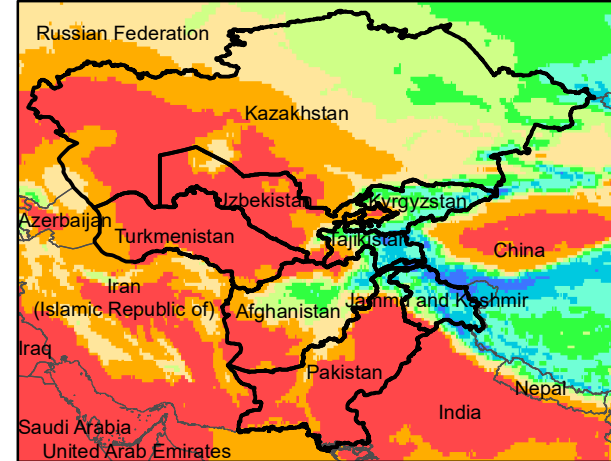 Russian Federation
Kazakhstan
Uzbekistan
Kyrgyzstan
Azerbaijan
Turkmenistan
Tajikistan
China
Iran
(Islamic Republic of)
Afghanistan
Jammu and Kashmir
Iraq
Pakistan
Nepal
India
Saudi Arabia
United Arab Emirates